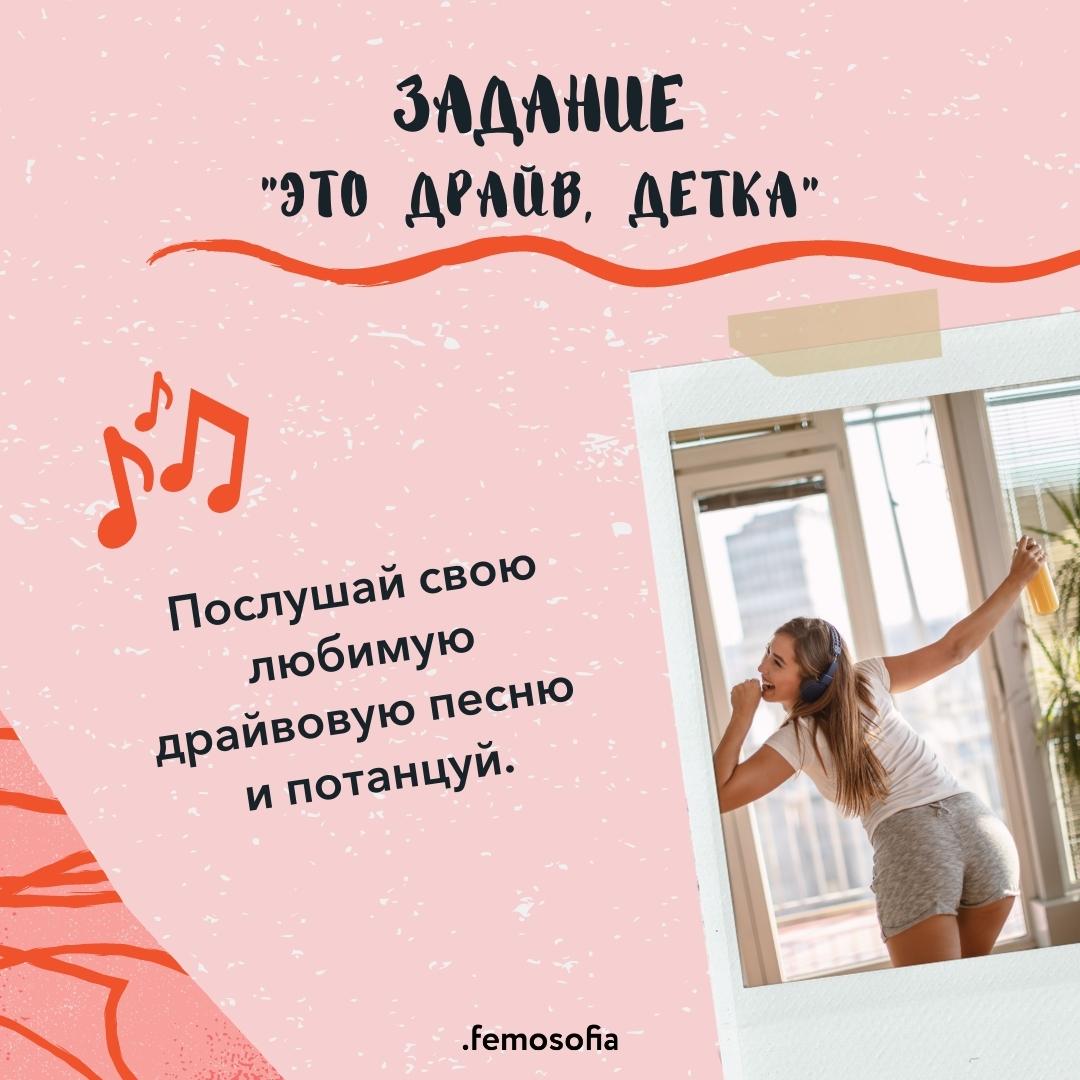 ЗАДАНИЕ
"ЭТО ДРАЙВ, ДЕТКА"
Послушай свою
любимую
драйвовую песню
и потанцуй.
.femosofia